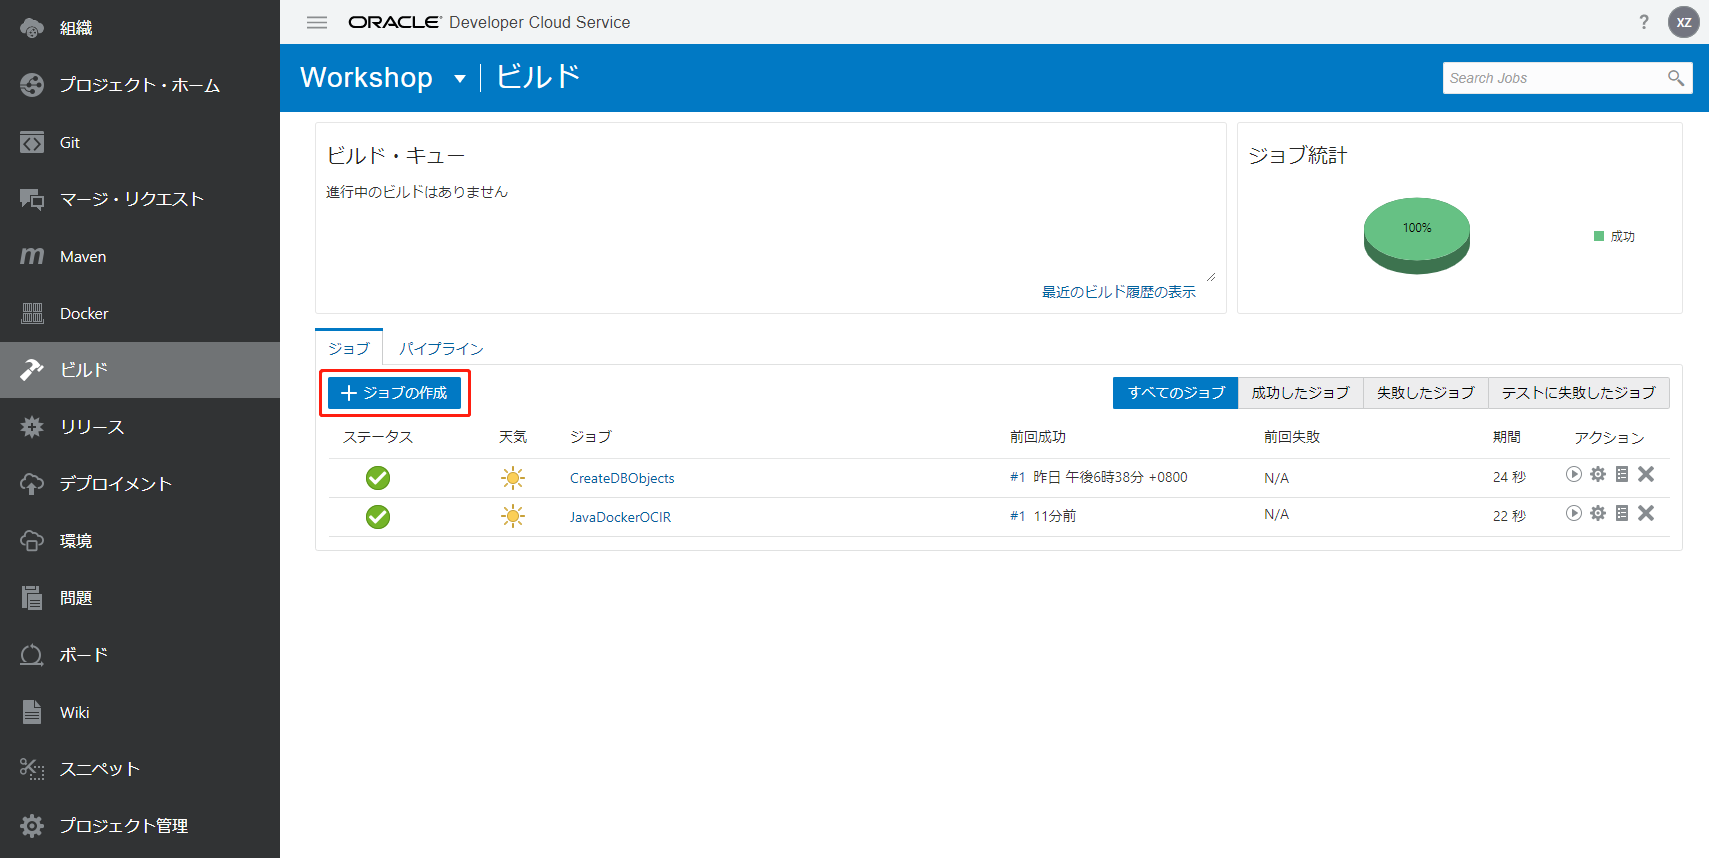 組織
プロジェクト・ホーム
Git
マージ・リクエスト
Maven
Docker
ビルド
リリース
デプロイメント
環境
問題
ボード
Wiki
スニペット
プロジェクト管理
ORACLE Developer Cloud Service
? XZ
Workshop ビルド
Search Jobs
ビルド・キュー
進行中のビルドはありません
最近のビルド履歴の表示
ジョブ統計
100%
成功
ジョブ パイプライン
ジョブの作成
すべてのジョブ 成功したジョブ 失敗したジョブ テストに失敗したジョブ
ステータス 天気 ジョブ 前回成功 前回失敗 期間 アクション
CreateDBObjects #1 昨日 午後6時38分 +0800 N/A 24 秒
JavaDockerOCIR #1 11分前 N/A 22 秒